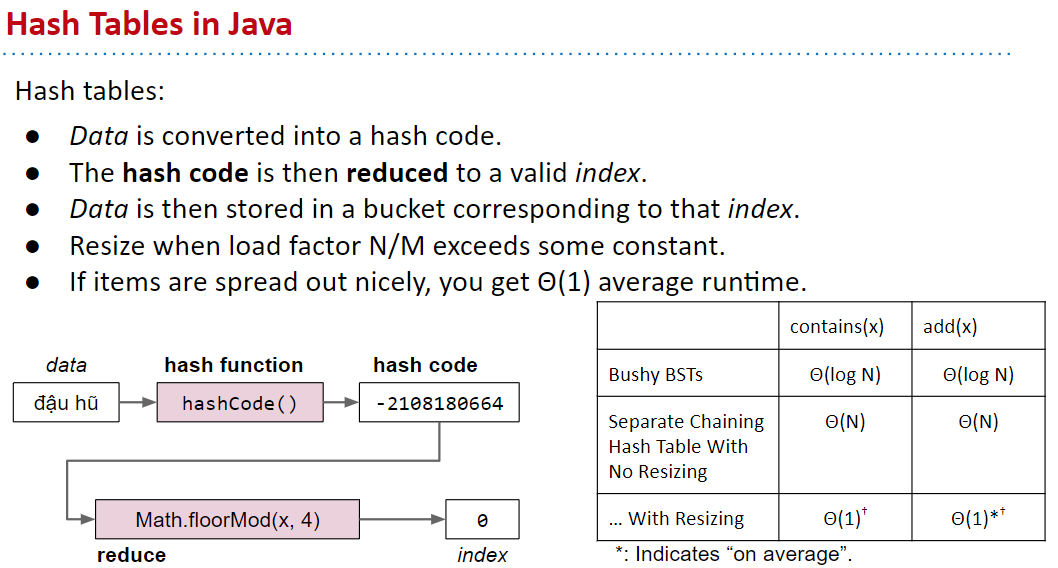 Hash Tables in Java
Hash tables:
● Data is converted into a hash code.
● The hash code is then reduced to a valid index.
● Data is then stored in a bucket corresponding to that index.
● Resize when load factor N/M exceeds some constant.
● If items are spread out nicely, you get Θ(1) average runtime.
data
hash function
hash code
đậu hũ
hashCode()
-2108180664
Math.floorMod(x, 4)
0
reduce
index
contains(x) add(x)
Bushy BSTs Θ(log N) Θ(log N)
Separate Chaining Θ(N) Θ(N)
Hash Table With
No Resizing
… With Resizing Θ(1)† Θ(1)*†
*: Indicates “on average”.